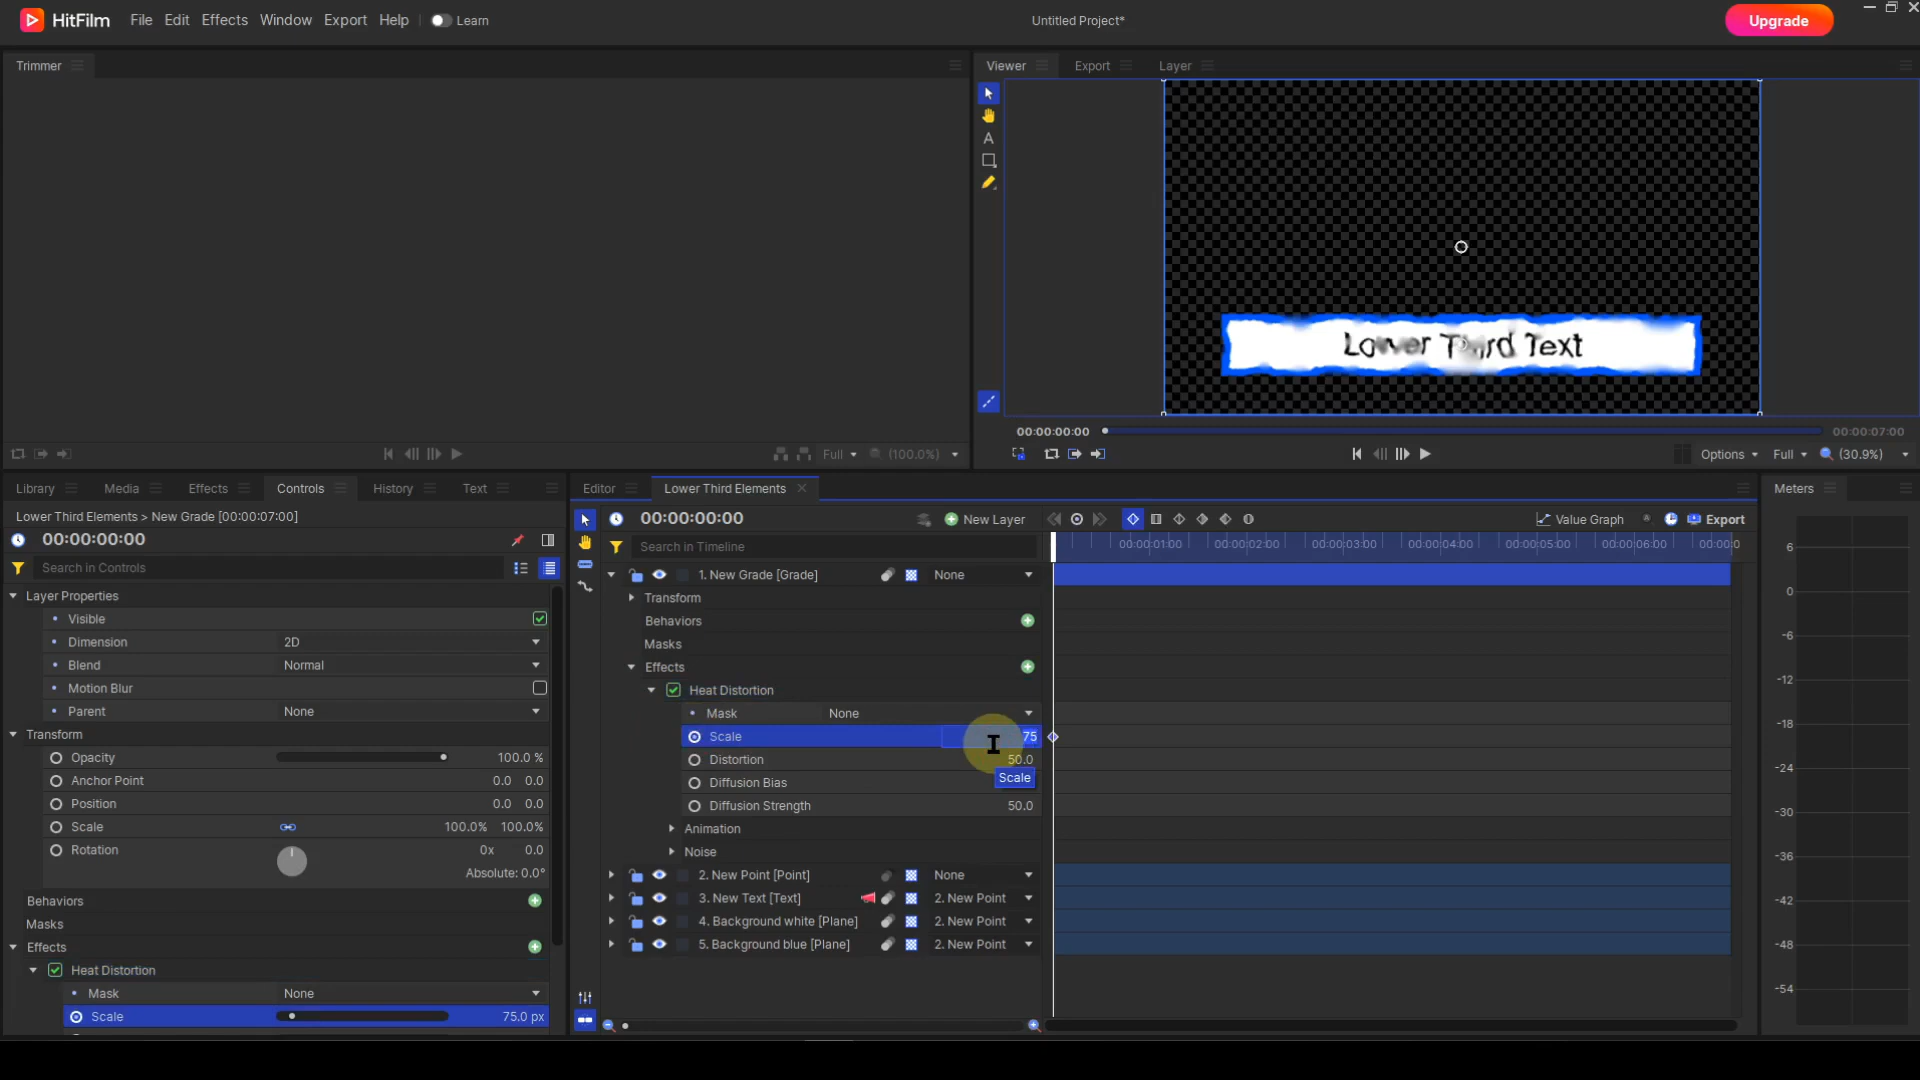 HitFilm File Edit Effects Window Export Help Learn Untitled Project* Upgrade
Trimmer
Viewer Export Layer
Lower Third Text
00:00:00:00 00:00:07:00
Full (100.0%)
Options Full (30.9%)
Library Media Effects Controls History Text
Lower Third Elements > New Grade [00:00:07:00]
00:00:00:00
Search in Controls
Layer Properties
Visible
Dimension 2D
Blend Normal
Motion Blur
Parent None
Transform
Opacity 100.0 %
Anchor Point 0.0 0.0
Position 0.0 0.0
Scale 100.0% 100.0%
Rotation 0x 0.0
Absolute: 0.0°
Behaviors
Masks
Effects
Heat Distortion
Mask None
Scale 75.0 px
Editor Lower Third Elements
00:00:00:00 New Layer Value Graph Export
Search in Timeline
00:00:01:00 00:00:02:00 00:00:03:00 00:00:04:00 00:00:05:00 00:00:06:00 00:00:0
1. New Grade [Grade] None
Transform
Behaviors
Masks
Effects
Heat Distortion
Mask None
Scale 75
Distortion 50.0
Diffusion Bias
Scale
Diffusion Strength 50.0
Animation
Noise
2. New Point [Point] None
3. New Text [Text] 2. New Point
4. Background white [Plane] 2. New Point
5. Background blue [Plane] 2. New Point
Meters
6
0
-6
-12
-18
-24
-30
-36
-42
-48
-54